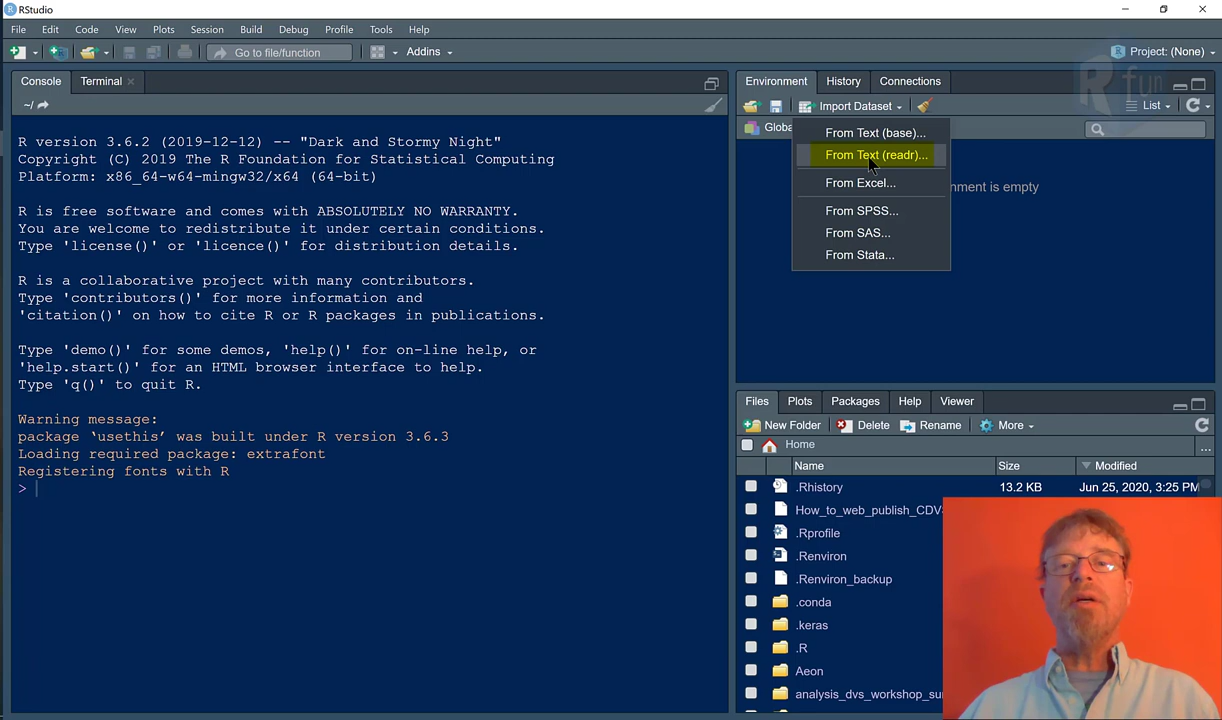 RStudio
File Edit Code View Plots Session Build Debug Profile Tools Help
Go to file/function Addins Project: (None)
Console Terminal
~/
R version 3.6.2 (2019-12-12) -- "Dark and Stormy Night"
Copyright (C) 2019 The R Foundation for Statistical Computing
Platform: x86_64-w64-mingw32/x64 (64-bit)
R is free software and comes with ABSOLUTELY NO WARRANTY.
You are welcome to redistribute it under certain conditions.
Type 'license()' or 'licence()' for distribution details.
R is a collaborative project with many contributors.
Type 'contributors()' for more information and
'citation()' on how to cite R or R packages in publications.
Type 'demo()' for some demos, 'help()' for on-line help, or
'help.start()' for an HTML browser interface to help.
Type 'q()' to quit R.
Warning message:
package ‘usethis’ was built under R version 3.6.3
Loading required package: extrafont
Registering fonts with R
>
Environment History Connections
R fun
Import Dataset List
Globa
From Text (base)...
From Text (readr)...
From Excel...
From SPSS...
From SAS...
From Stata...
nment is empty
Files Plots Packages Help Viewer
New Folder Delete Rename More
Home ...
Name Size Modified
.Rhistory 13.2 KB Jun 25, 2020, 3:25 PM
How_to_web_publish_CDV
.Rprofile
.Renviron
.Renviron_backup
.conda
.keras
.R
Aeon
analysis_dvs_workshop_su